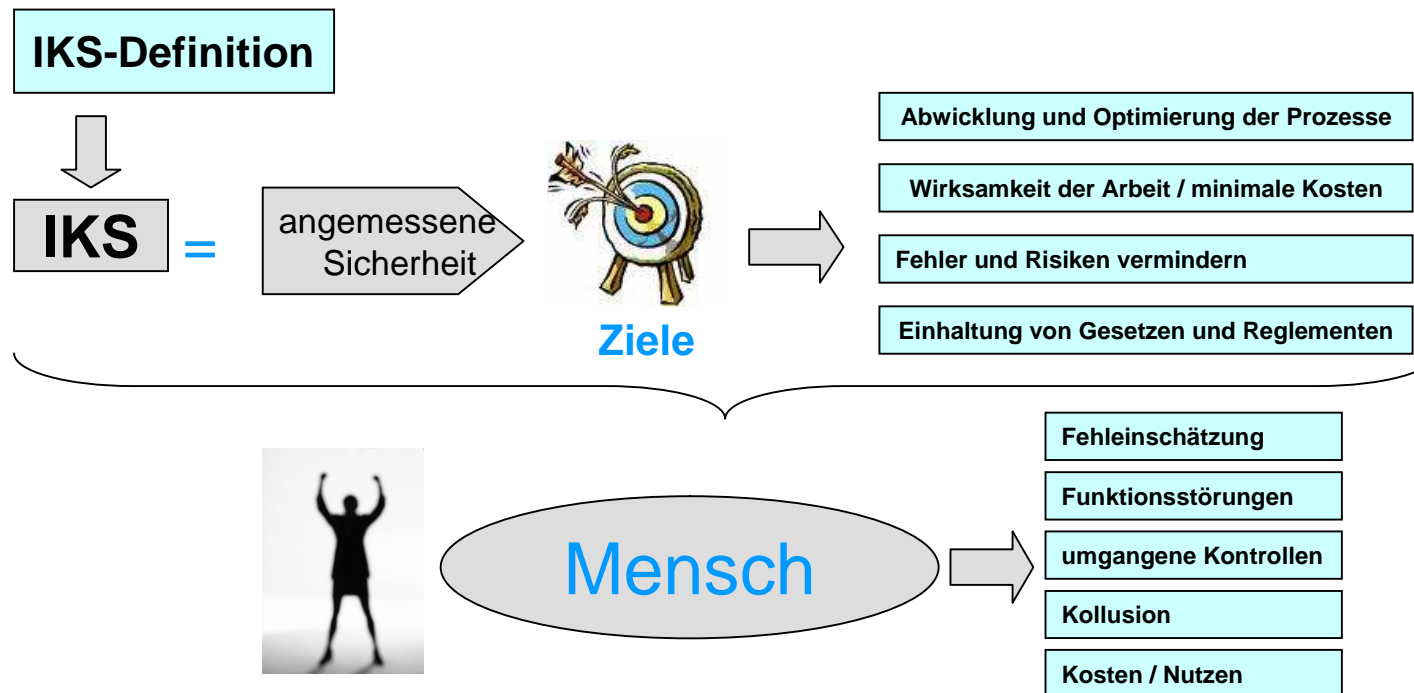 IKS-Definition
IKS
=
angemessene
Sicherheit
Ziele
Abwicklung und Optimierung der Prozesse
Wirksamkeit der Arbeit / minimale Kosten
Fehler und Risiken vermindern
Einhaltung von Gesetzen und Reglementen
Mensch
Fehleinschätzung
Funktionsstörungen
umgangene Kontrollen
Kollusion
Kosten / Nutzen